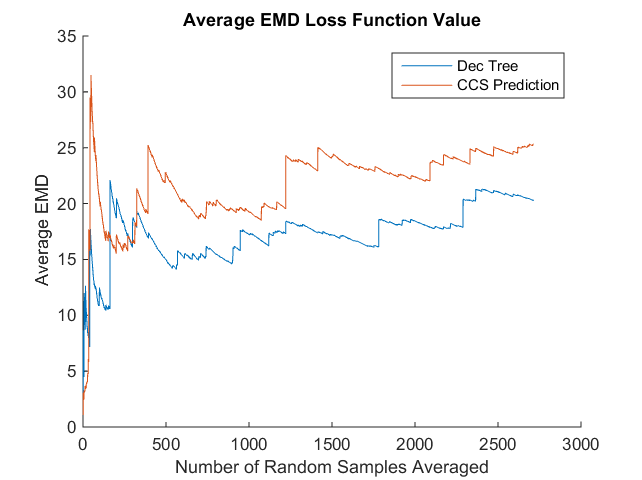 Average EMD Loss Function Value
Dec Tree
CCS Prediction
Average EMD
35
30
25
20
15
10
5
0
0 500 1000 1500 2000 2500 3000
Number of Random Samples Averaged